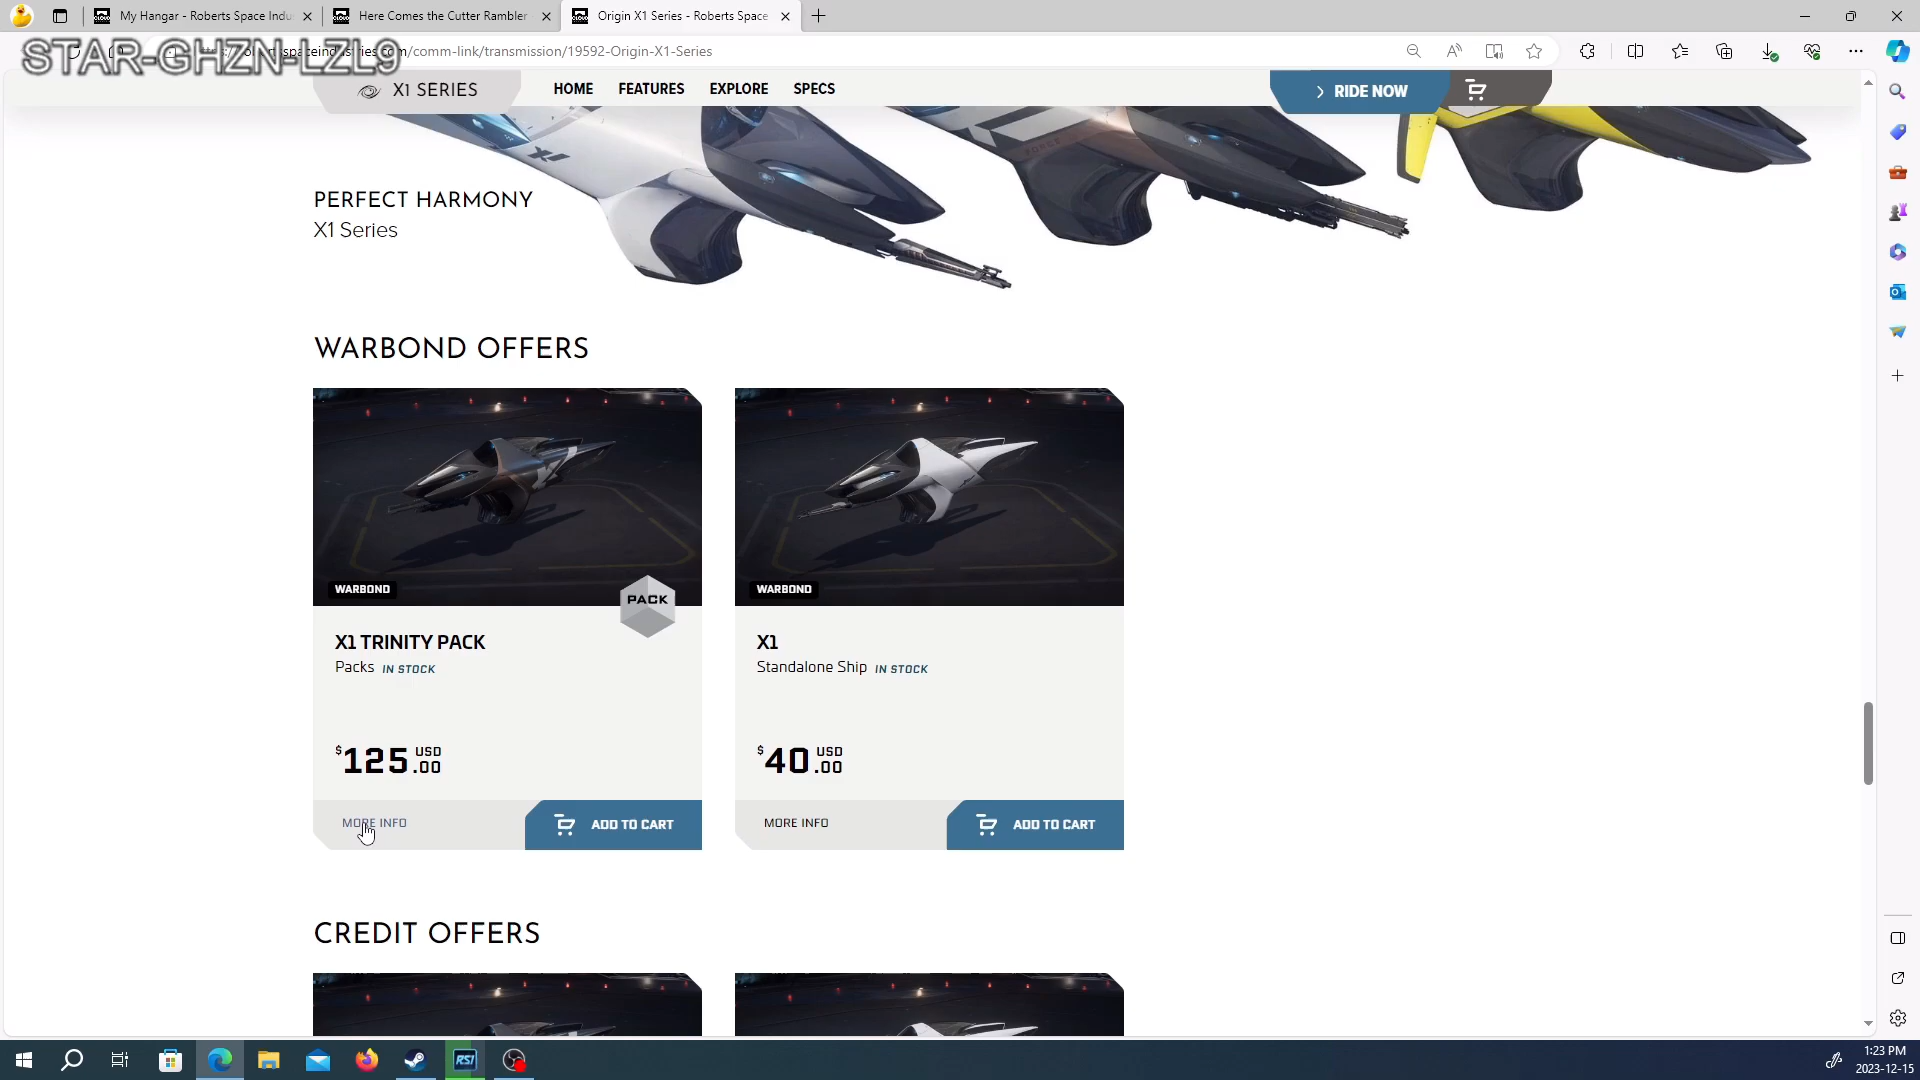 My Hangar - Roberts Space Indu
Here Comes the Cutter Rambler
Origin X1 Series - Roberts Space
STAR-GHZN-LZL9
/comm-link/transmission/19592-Origin-X1-Series
X1 SERIES
HOME
FEATURES
EXPLORE
SPECS
RIDE NOW
X1
FORCE
PERFECT HARMONY
X1 Series
WARBOND OFFERS
WARBOND
PACK
X1 TRINITY PACK
Packs IN STOCK
$125.00 USD
MORE INFO
ADD TO CART
WARBOND
X1
Standalone Ship IN STOCK
$40.00 USD
MORE INFO
ADD TO CART
CREDIT OFFERS
RSI
1:23 PM
2023-12-15